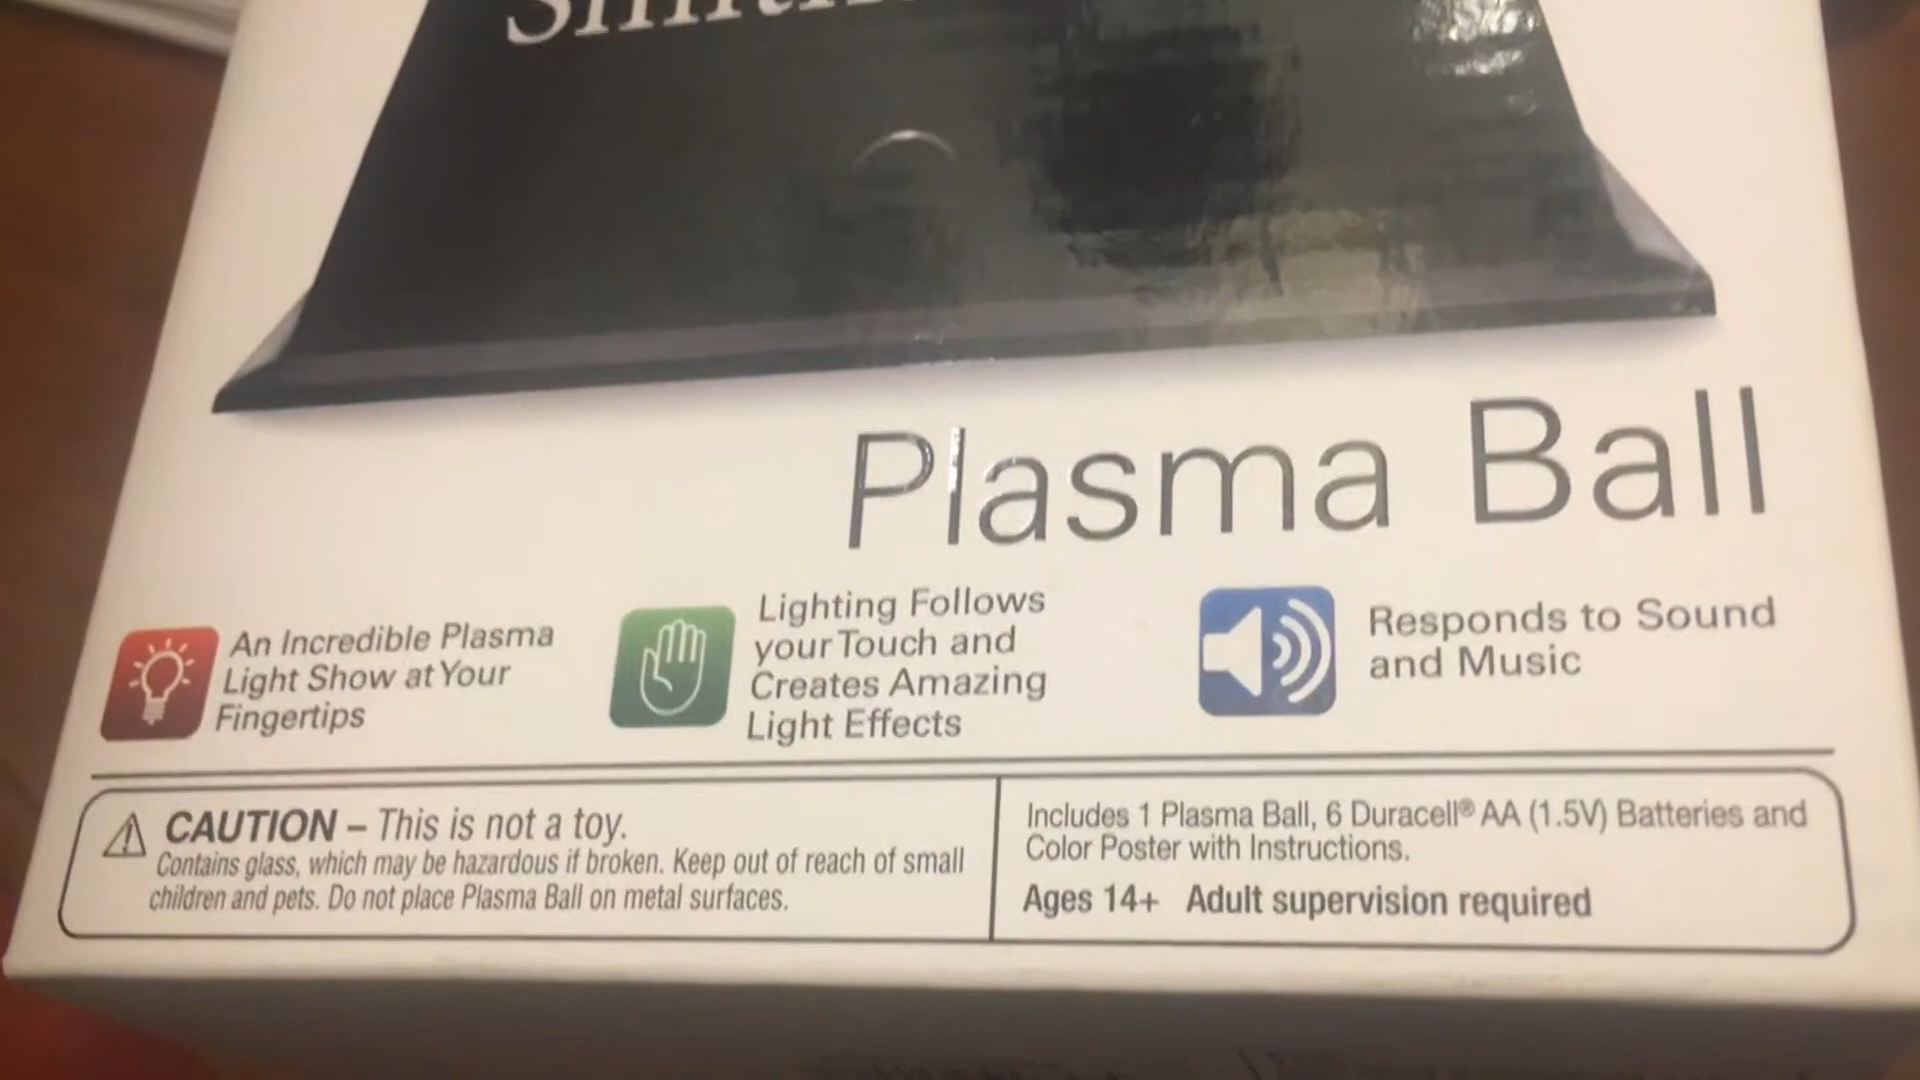 Plasma Ball
An Incredible Plasma
Light Show at Your
Fingertips
Lighting Follows
your Touch and
Creates Amazing
Light Effects
Responds to Sound
and Music
CAUTION – This is not a toy.
Contains glass, which may be hazardous if broken. Keep out of reach of small
children and pets. Do not place Plasma Ball on metal surfaces.
Includes 1 Plasma Ball, 6 Duracell® AA (1.5V) Batteries and
Color Poster with Instructions.
Ages 14+ Adult supervision required